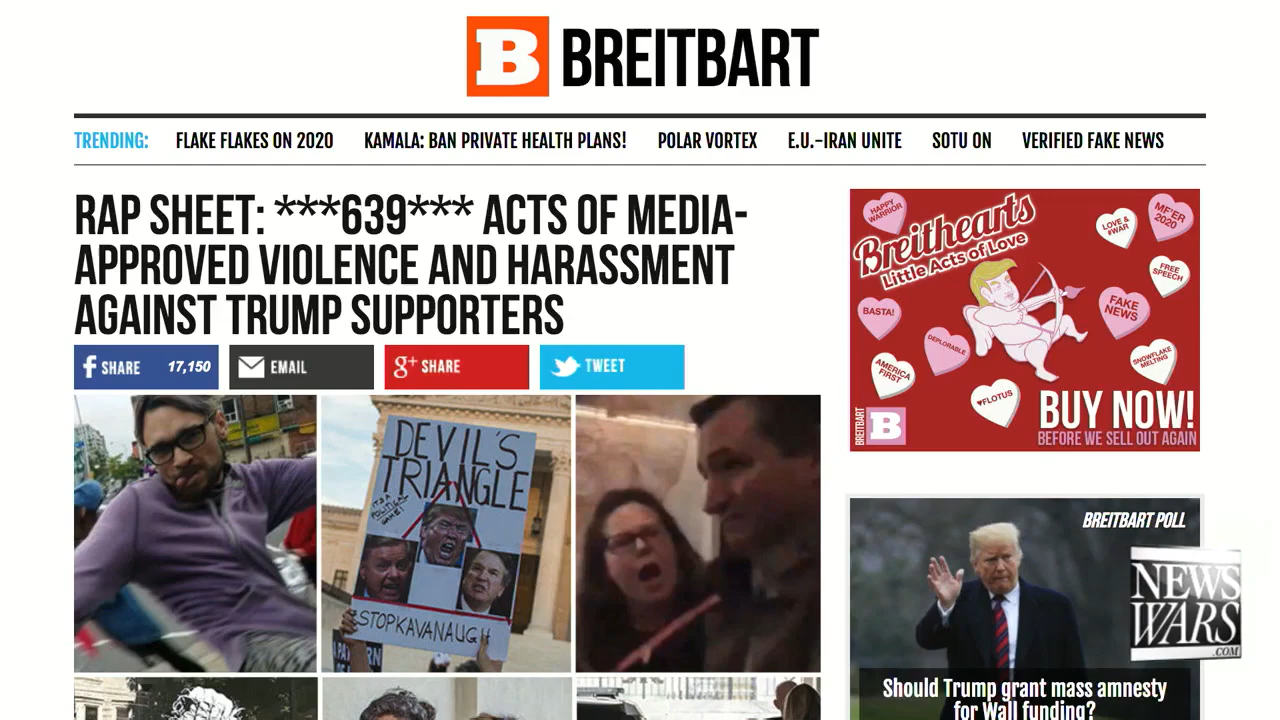 B BREITBART
TRENDING: FLAKE FLAKES ON 2020 KAMALA: BAN PRIVATE HEALTH PLANS! POLAR VORTEX E.U.-IRAN UNITE SOTU ON VERIFIED FAKE NEWS
RAP SHEET: ***639*** ACTS OF MEDIA-
APPROVED VIOLENCE AND HARASSMENT
AGAINST TRUMP SUPPORTERS
f SHARE 17,150
EMAIL
g+ SHARE
TWEET
DEVIL'S
TRIANGLE
IT'S A
STOPKAVANAUGH
HAPPY
WARRIOR
Breithearts
Little Acts of Love
LOVE &
#WAR
MF'ER
2020
FREE
SPEECH
BASTA!
FAKE
NEWS
DEPLORABLE
SNOWFLAKE
MELTING
AMERICA
FIRST
♥FLOTUS
BREITBART
B
BUY NOW!
BEFORE WE SELL OUT AGAIN
BREITBART POLL
NEWS
WARS
.COM
Should Trump grant mass amnesty
for Wall funding?